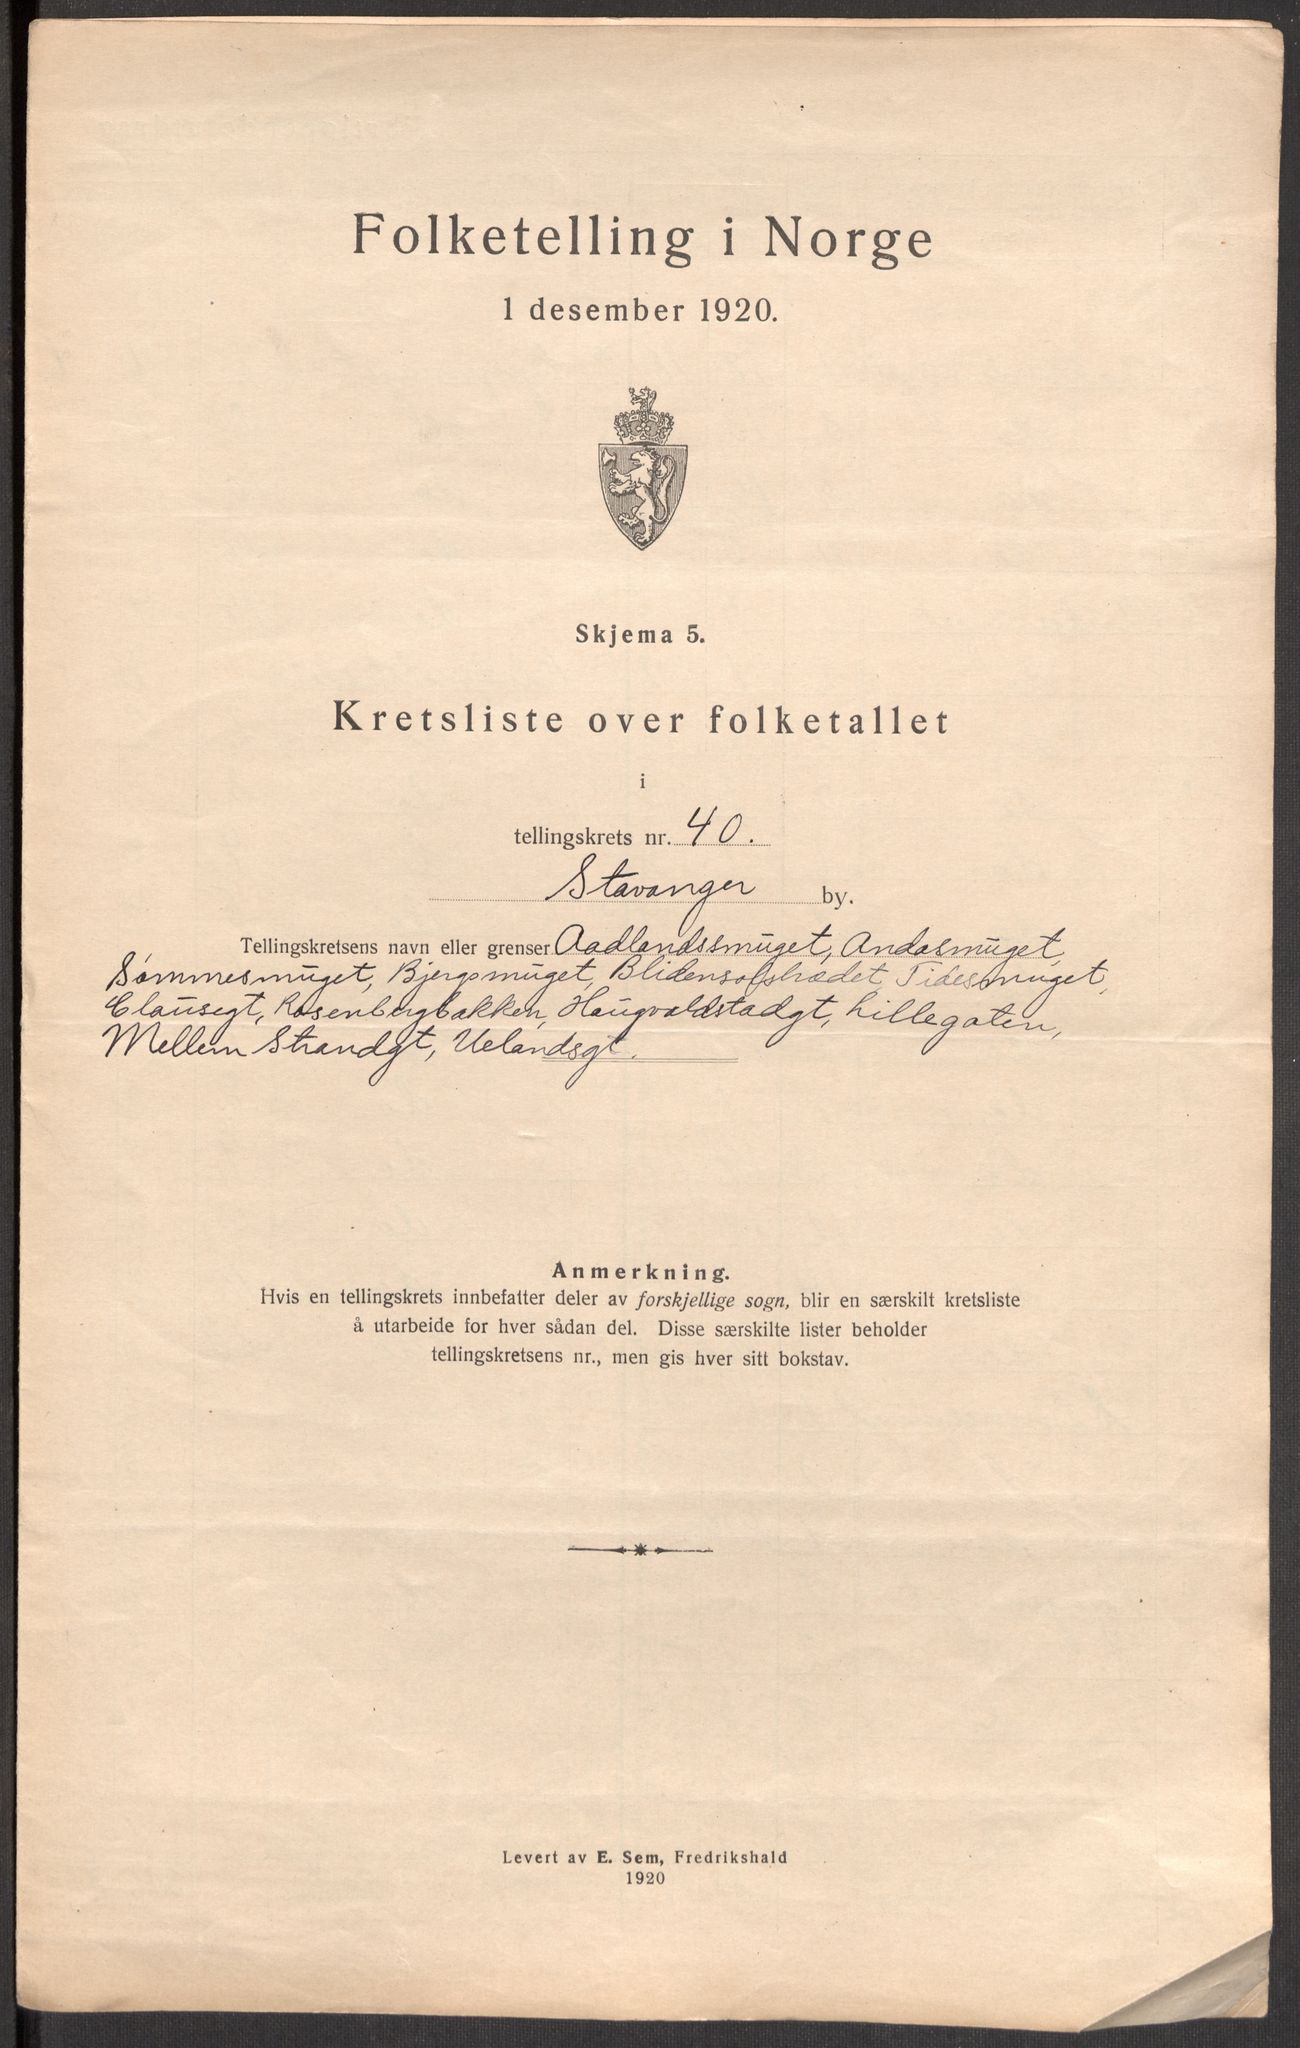 Folketelling i Norge
1 desember 1920.
Skjema 5.
Kretsliste over folketallet
i
tellingskrets nr. 40.
Stavanger by.
Tellingskretsens navn eller grenser Aadlandssmuget, Andasmuget,
Sømmesmuget, Bjergsmuget, Blidensolstrædet, Tidesmuget,
Clausegt, Rosenbergbakken, Haugvaldstadgt, Lillegaten,
Mellem Strandgt, Uelandsgt.
Anmerkning.
Hvis en tellingskrets innbefatter deler av forskjellige sogn, blir en særskilt kretsliste
å utarbeide for hver sådan del. Disse særskilte lister beholder
tellingskretsens nr., men gis hver sitt bokstav.
Levert av E. Sem, Fredrikshald
1920